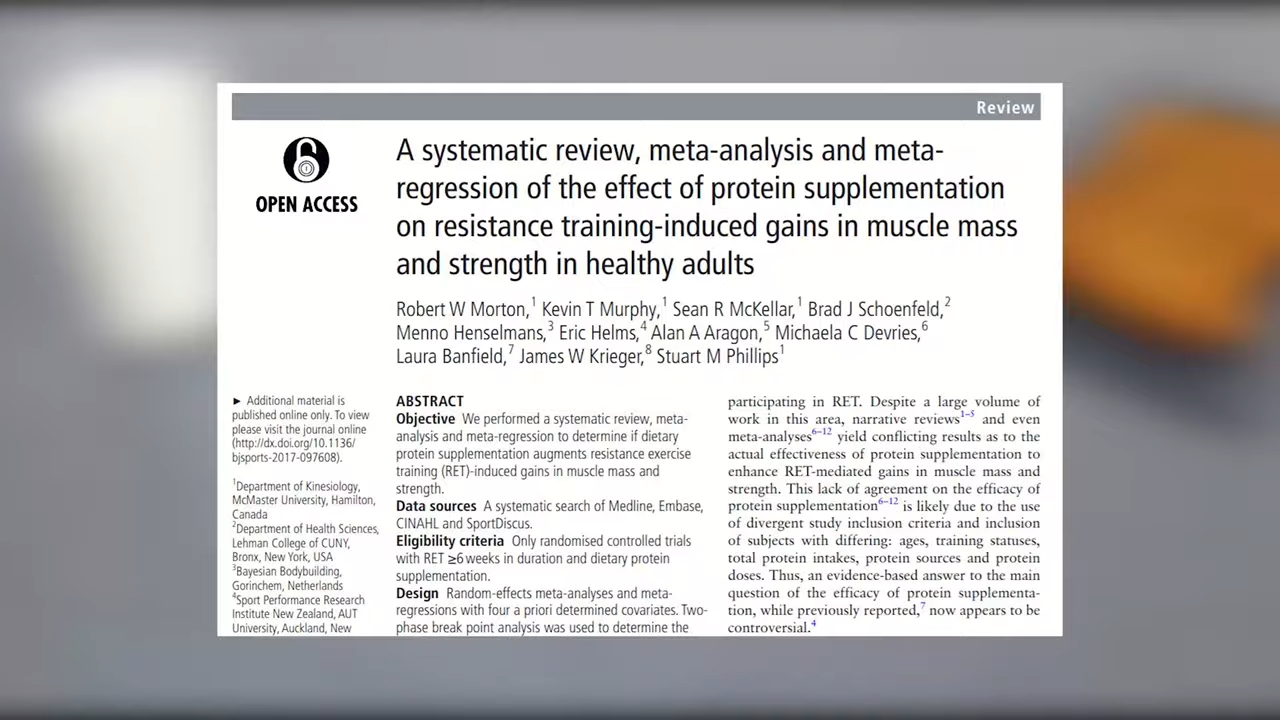 Review
OPEN ACCESS
A systematic review, meta-analysis and meta-
regression of the effect of protein supplementation
on resistance training-induced gains in muscle mass
and strength in healthy adults
Robert W Morton,1 Kevin T Murphy,1 Sean R McKellar,1 Brad J Schoenfeld,2
Menno Henselmans,3 Eric Helms,4 Alan A Aragon,5 Michaela C Devries,6
Laura Banfield,7 James W Krieger,8 Stuart M Phillips1
► Additional material is
published online only. To view
please visit the journal online
(http://dx.doi.org/10.1136/
bjsports-2017-097608).
1Department of Kinesiology,
McMaster University, Hamilton,
Canada
2Department of Health Sciences,
Lehman College of CUNY,
Bronx, New York, USA
3Bayesian Bodybuilding,
Gorinchem, Netherlands
4Sport Performance Research
Institute New Zealand, AUT
University, Auckland, New
ABSTRACT
Objective We performed a systematic review, meta-
analysis and meta-regression to determine if dietary
protein supplementation augments resistance exercise
training (RET)-induced gains in muscle mass and
strength.
Data sources A systematic search of Medline, Embase,
CINAHL and SportDiscus.
Eligibility criteria Only randomised controlled trials
with RET ≥6 weeks in duration and dietary protein
supplementation.
Design Random-effects meta-analyses and meta-
regressions with four a priori determined covariates. Two-
phase break point analysis was used to determine the
participating in RET. Despite a large volume of
work in this area, narrative reviews1–5 and even
meta-analyses6–12 yield conflicting results as to the
actual effectiveness of protein supplementation to
enhance RET-mediated gains in muscle mass and
strength. This lack of agreement on the efficacy of
protein supplementation6–12 is likely due to the use
of divergent study inclusion criteria and inclusion
of subjects with differing: ages, training statuses,
total protein intakes, protein sources and protein
doses. Thus, an evidence-based answer to the main
question of the efficacy of protein supplementa-
tion, while previously reported,7 now appears to be
controversial.4